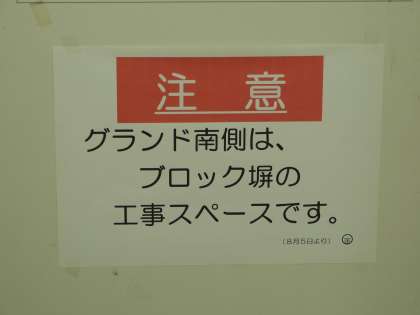 注 意
グランド南側は、
ブロック塀の
工事スペースです。
(8月5日より)